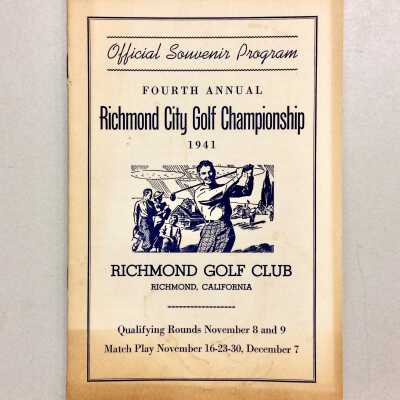 Official Souvenir Program
FOURTH ANNUAL
Richmond City Golf Championship
1941
RICHMOND GOLF CLUB
RICHMOND, CALIFORNIA
Qualifying Rounds November 8 and 9
Match Play November 16-23-30, December 7